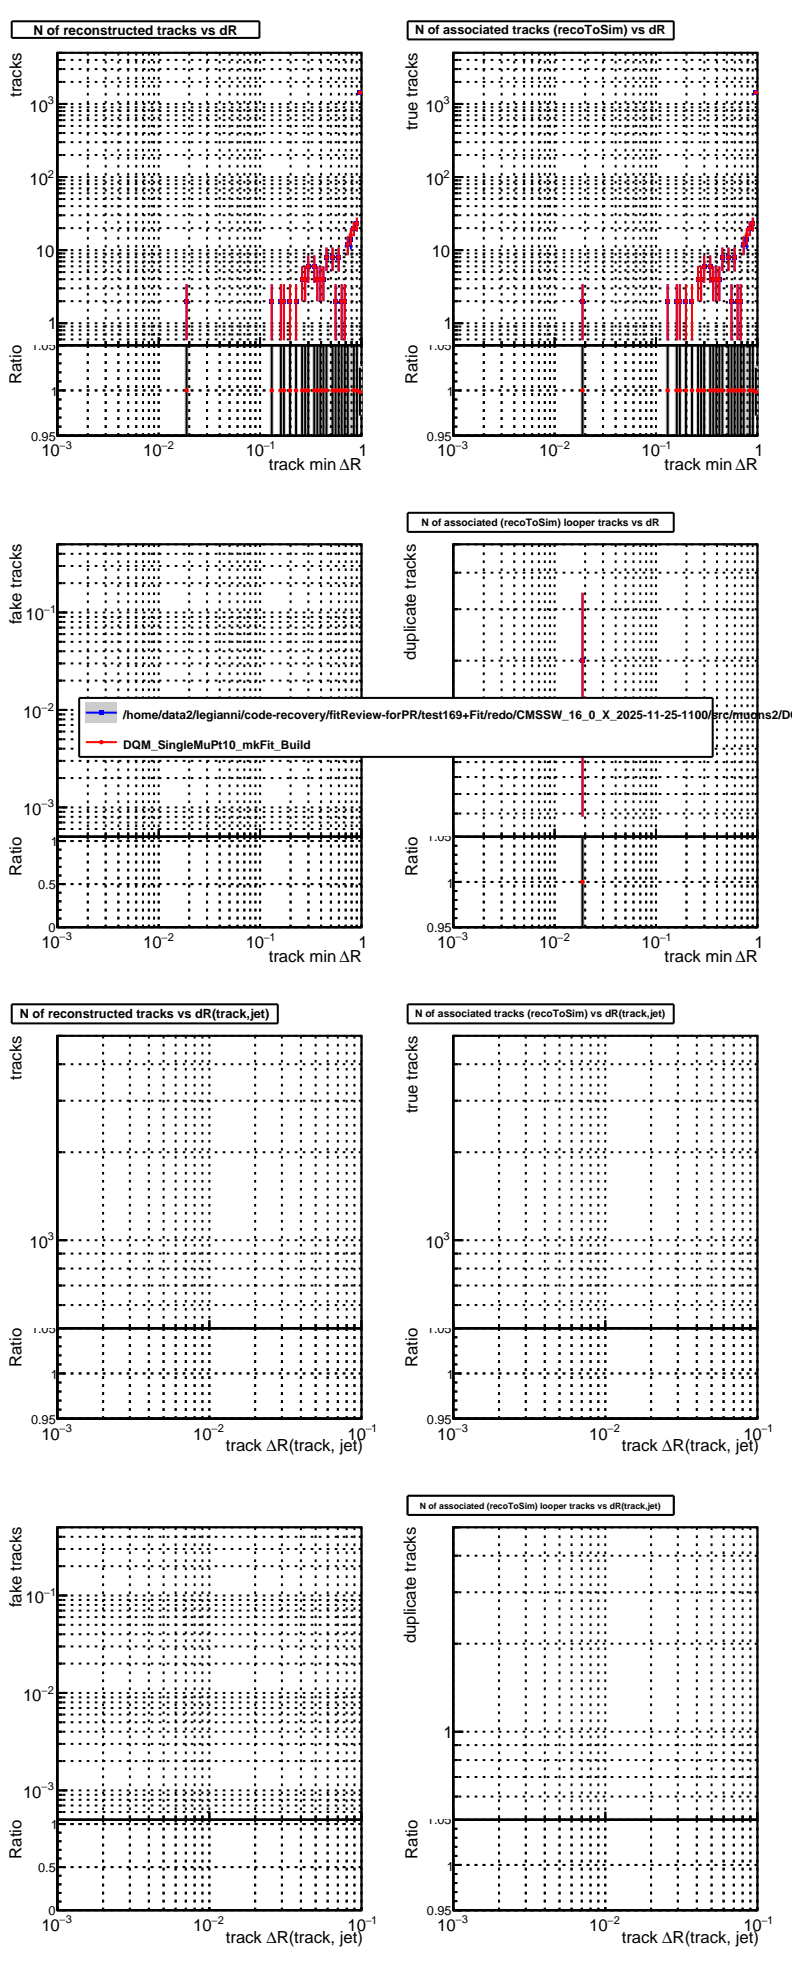 N of reconstructed tracks vs dR
N of associated tracks (recoToSim) vs dR
tracks
10³
10²
10
1
Ratio
1.05
1
0.95
10⁻³
10⁻²
10⁻¹
1
track min ΔR
true tracks
10³
10²
10
1
Ratio
1.05
1
0.95
10⁻³
10⁻²
10⁻¹
1
track min ΔR
N of associated (recoToSim) looper tracks vs dR
fake tracks
10⁻¹
10⁻²
10⁻³
Ratio
1
0.5
0
10⁻³
10⁻²
10⁻¹
1
track min ΔR
duplicate tracks
Ratio
1.05
1
0.95
10⁻³
10⁻²
10⁻¹
1
track min ΔR
/home/data2/legianni/code-recovery/fitReview-forPR/test169+Fit/redo/CMSSW_16_0_X_2025-11-25-1100/src/muons2/DQ
DQM_SingleMuPt10_mkFit_Build
N of reconstructed tracks vs dR(track,jet)
N of associated tracks (recoToSim) vs dR(track,jet)
tracks
10³
Ratio
1.05
1
0.95
10⁻³
10⁻²
10⁻¹
track ΔR(track, jet)
true tracks
10³
Ratio
1.05
1
0.95
10⁻³
10⁻²
10⁻¹
track ΔR(track, jet)
N of associated (recoToSim) looper tracks vs dR(track,jet)
fake tracks
10⁻¹
10⁻²
10⁻³
Ratio
1
0.5
0
10⁻³
10⁻²
10⁻¹
track ΔR(track, jet)
duplicate tracks
1
Ratio
1.05
1
0.95
10⁻³
10⁻²
10⁻¹
track ΔR(track, jet)